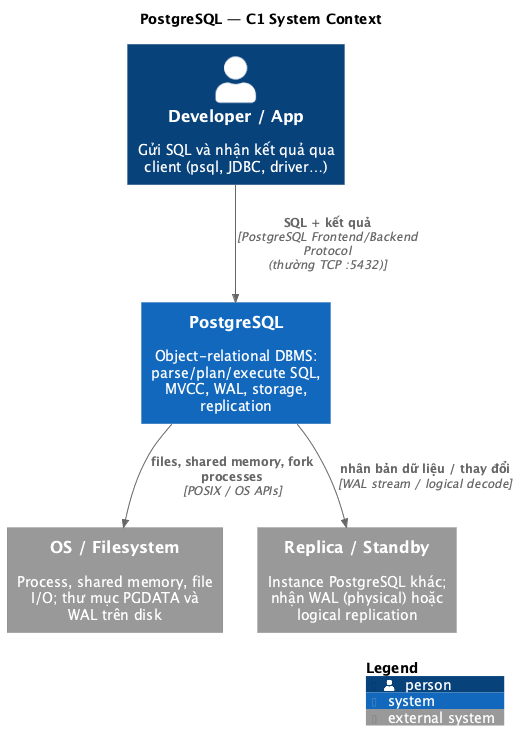 PostgreSQL — C1 System Context
Developer / App
Gửi SQL và nhận kết quả qua
client (psql, JDBC, driver…)
SQL + kết quả
[PostgreSQL Frontend/Backend
Protocol
(thường TCP :5432)]
PostgreSQL
Object-relational DBMS:
parse/plan/execute SQL,
MVCC, WAL, storage,
replication
files, shared memory, fork
processes
[POSIX / OS APIs]
nhân bản dữ liệu / thay đổi
[WAL stream / logical decode]
OS / Filesystem
Process, shared memory, file
I/O; thư mục PGDATA và
WAL trên disk
Replica / Standby
Instance PostgreSQL khác;
nhận WAL (physical) hoặc
logical replication
Legend
person
system
external system